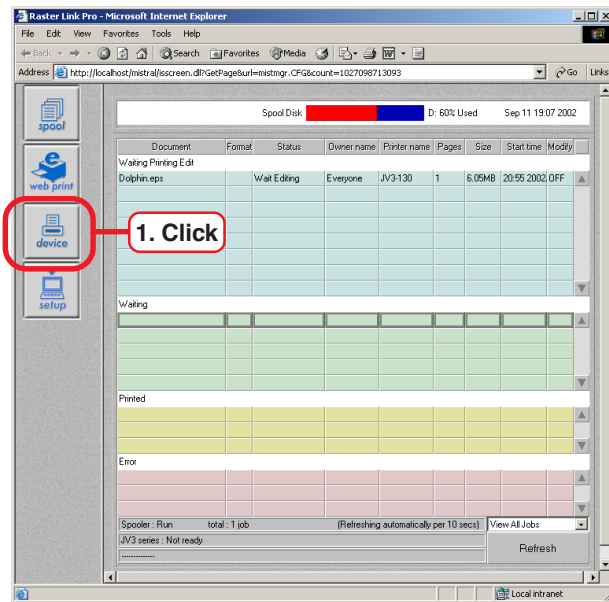 Raster Link Pro - Microsoft Internet Explorer
File Edit View Favorites Tools Help
Back Search Favorites Media
Address http://localhost/mistral/isscreen.dll?GetPage&url=mistmgr.CFG&count=1027098713093 Go Links
spool
web print
device
setup
1. Click
Spool Disk D: 60% Used Sep 11 19:07 2002
Document Format Status Owner name Printer name Pages Size Start time Modify
Waiting Printing Edit
Dolphin.eps Wait Editing Everyone JV3-130 1 6.05MB 20:55 2002 OFF
Waiting
Printed
Error
Spooler : Run total : 1 job (Refreshing automatically per 10 secs) View All Jobs
JV3 series : Not ready
--------------
Refresh
Local intranet